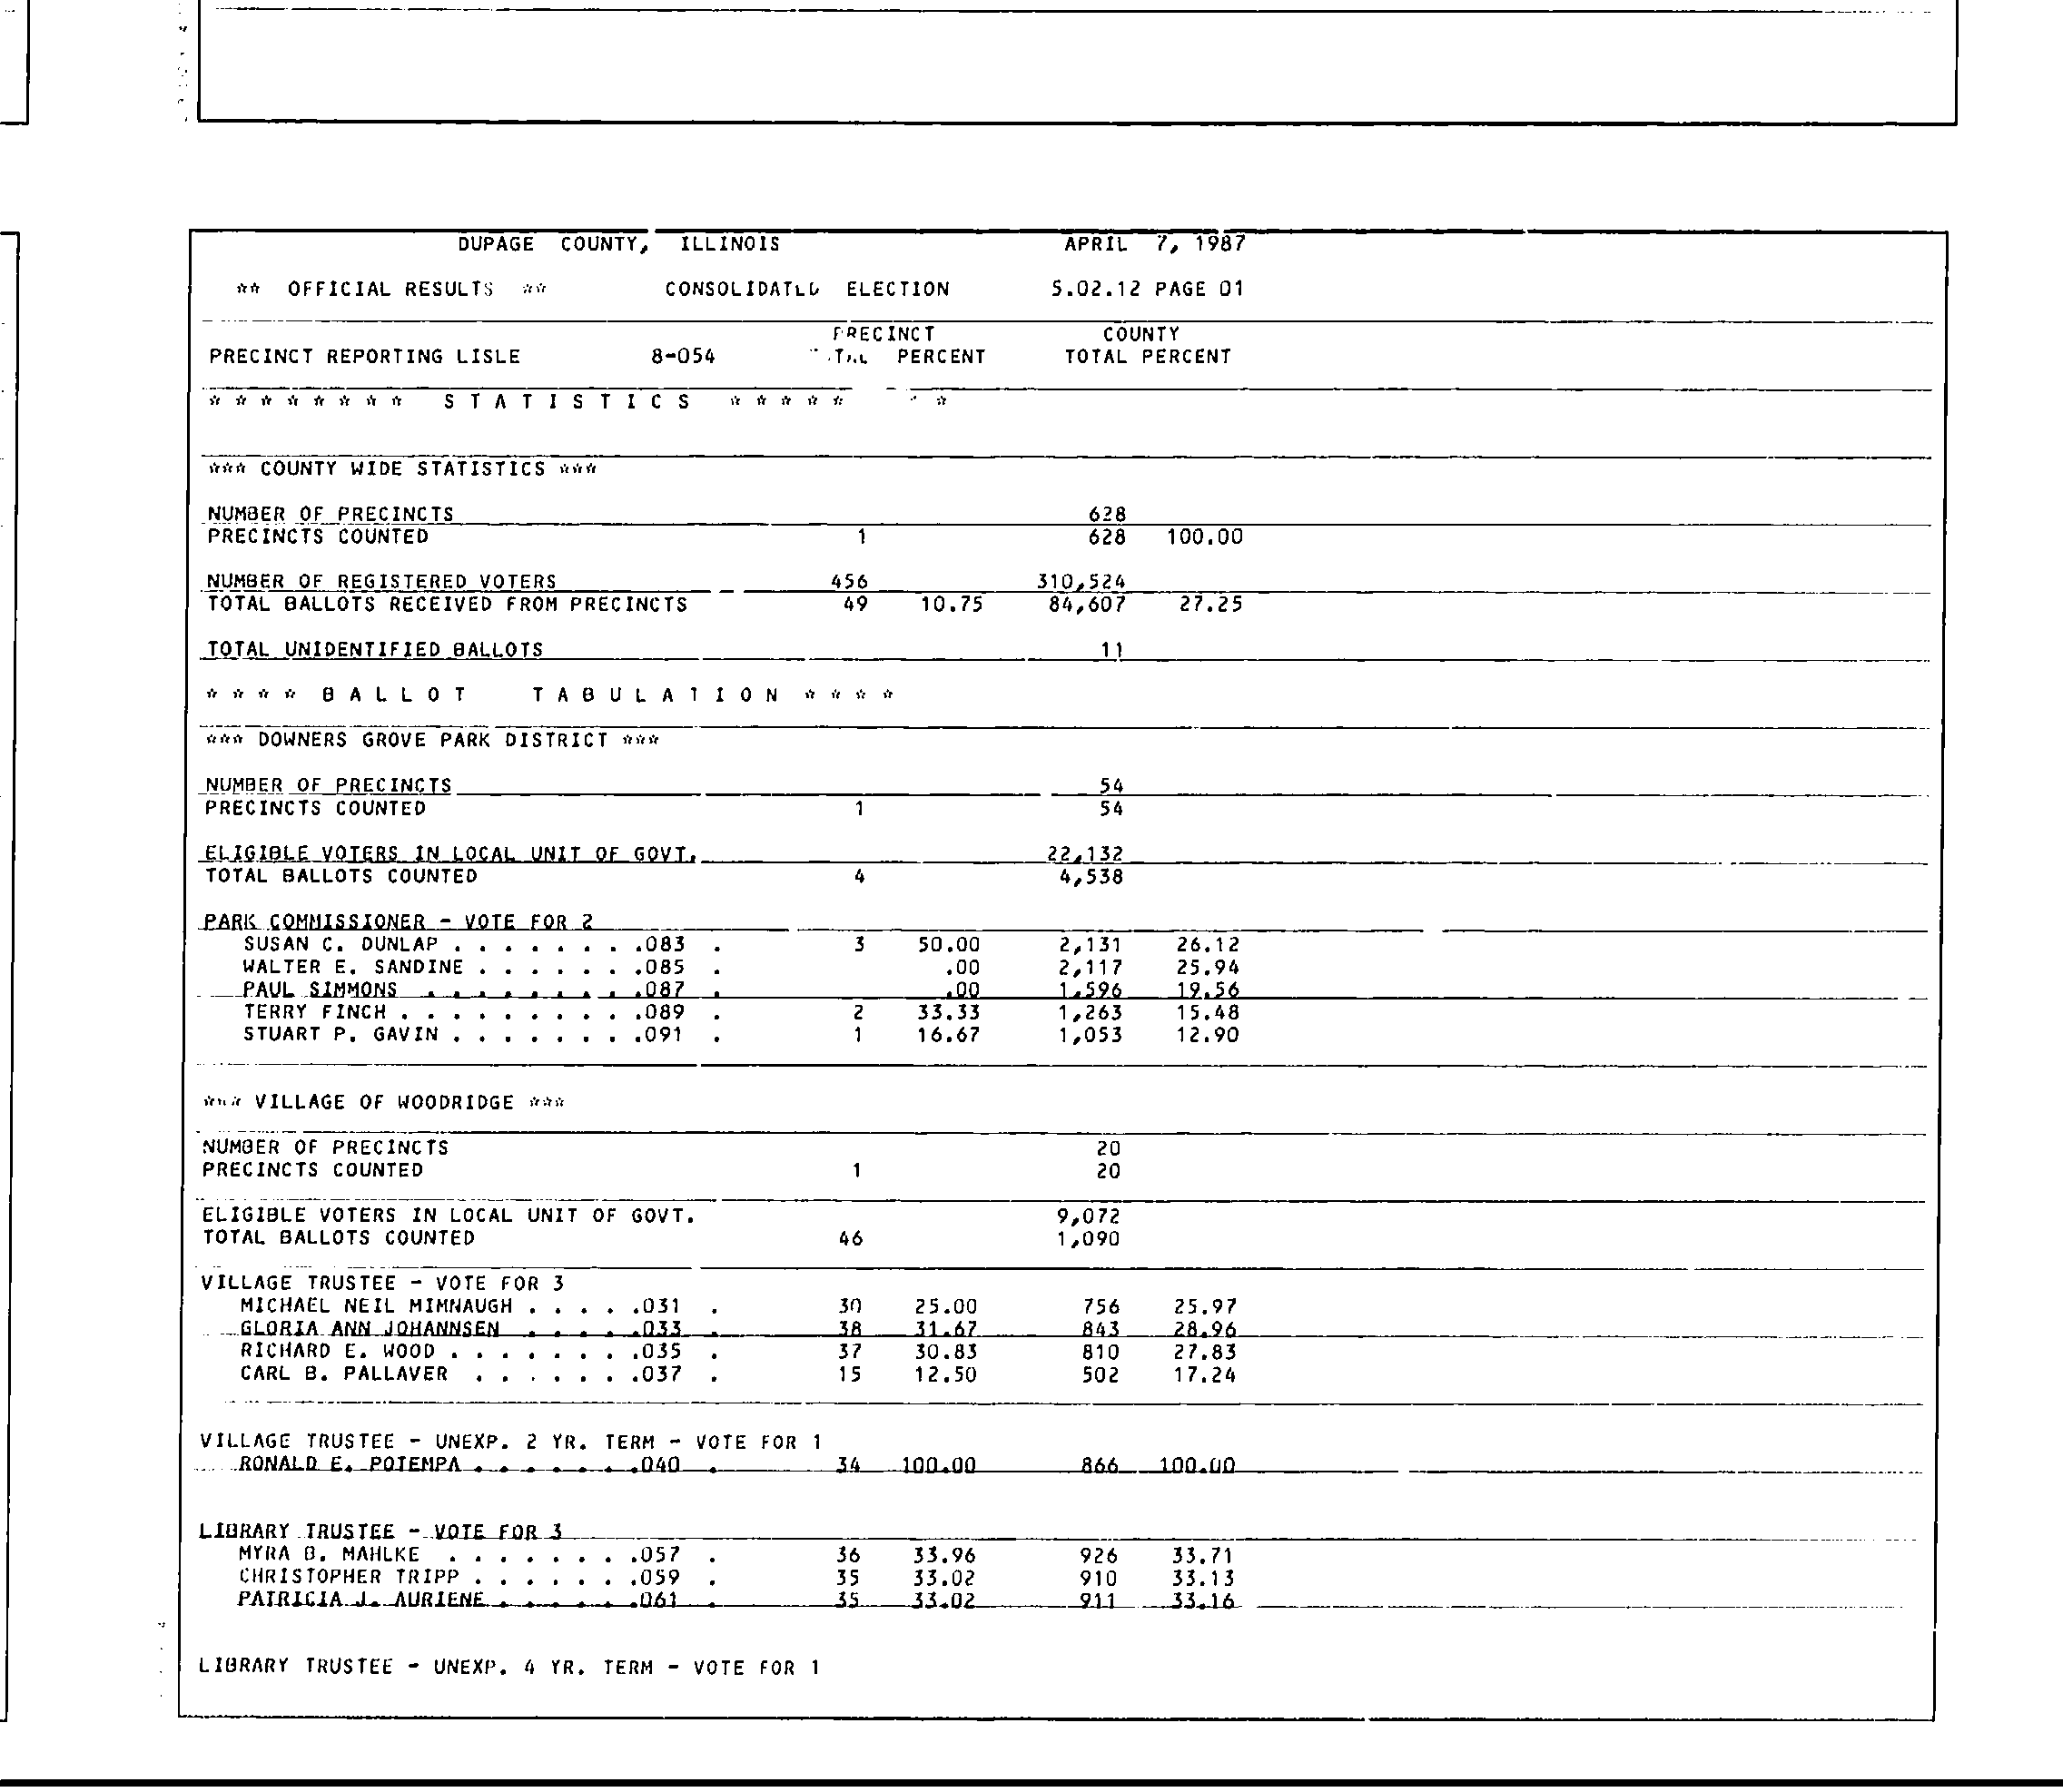 DUPAGE COUNTY, ILLINOIS APRIL 7, 1987
** OFFICIAL RESULTS ** CONSOLIDATED ELECTION 5.02.12 PAGE 01
PRECINCT COUNTY
PRECINCT REPORTING LISLE 8-054 PERCENT TOTAL PERCENT
* * * * * * * * S T A T I S T I C S * * * * * * *
*** COUNTY WIDE STATISTICS ***
NUMBER OF PRECINCTS 628
PRECINCTS COUNTED 1 628 100.00
NUMBER OF REGISTERED VOTERS 456 310,524
TOTAL BALLOTS RECEIVED FROM PRECINCTS 49 10.75 84,607 27.25
TOTAL UNIDENTIFIED BALLOTS 11
* * * * B A L L O T T A B U L A T I O N * * * *
*** DOWNERS GROVE PARK DISTRICT ***
NUMBER OF PRECINCTS 54
PRECINCTS COUNTED 1 54
ELIGIBLE VOTERS IN LOCAL UNIT OF GOVT. 22,132
TOTAL BALLOTS COUNTED 4 4,538
PARK COMMISSIONER - VOTE FOR 2
SUSAN C. DUNLAP . . . . . . . .083 . 3 50.00 2,131 26.12
WALTER E. SANDINE . . . . . . .085 . .00 2,117 25.94
PAUL SIMMONS . . . . . . . . .087 . .00 1,596 19.56
TERRY FINCH . . . . . . . . . .089 . 2 33.33 1,263 15.48
STUART P. GAVIN . . . . . . . .091 . 1 16.67 1,053 12.90
*** VILLAGE OF WOODRIDGE ***
NUMBER OF PRECINCTS 20
PRECINCTS COUNTED 1 20
ELIGIBLE VOTERS IN LOCAL UNIT OF GOVT. 9,072
TOTAL BALLOTS COUNTED 46 1,090
VILLAGE TRUSTEE - VOTE FOR 3
MICHAEL NEIL MIMNAUGH . . . . .031 . 30 25.00 756 25.97
GLORIA ANN JOHANNSEN . . . . . .033 . 38 31.67 843 28.96
RICHARD E. WOOD . . . . . . . .035 . 37 30.83 810 27.83
CARL B. PALLAVER . . . . . . .037 . 15 12.50 502 17.24
VILLAGE TRUSTEE - UNEXP. 2 YR. TERM - VOTE FOR 1
RONALD E. POTEMPA . . . . . . .040 . 34 100.00 866 100.00
LIBRARY TRUSTEE - VOTE FOR 3
MYRA B. MAHLKE . . . . . . . .057 . 36 33.96 926 33.71
CHRISTOPHER TRIPP . . . . . . .059 . 35 33.02 910 33.13
PATRICIA J. AURIENE . . . . . .061 . 35 33.02 911 33.16
LIBRARY TRUSTEE - UNEXP. 4 YR. TERM - VOTE FOR 1